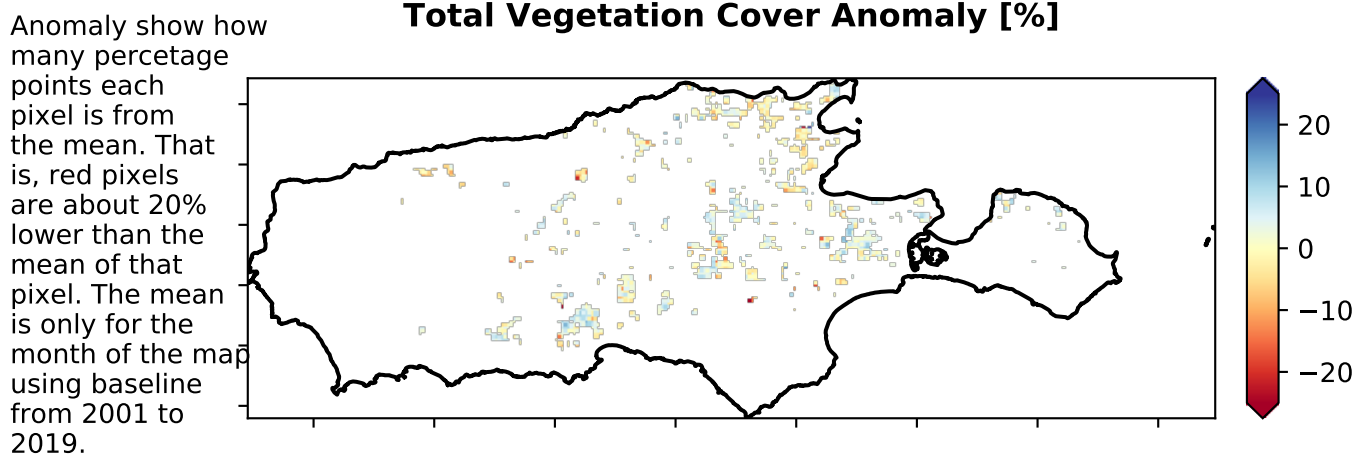 Total Vegetation Cover Anomaly [%]
Anomaly show how
many percetage
points each
pixel is from
the mean. That
is, red pixels
are about 20%
lower than the
mean of that
pixel. The mean
is only for the
month of the map
using baseline
from 2001 to
2019.
20
10
0
−10
−20